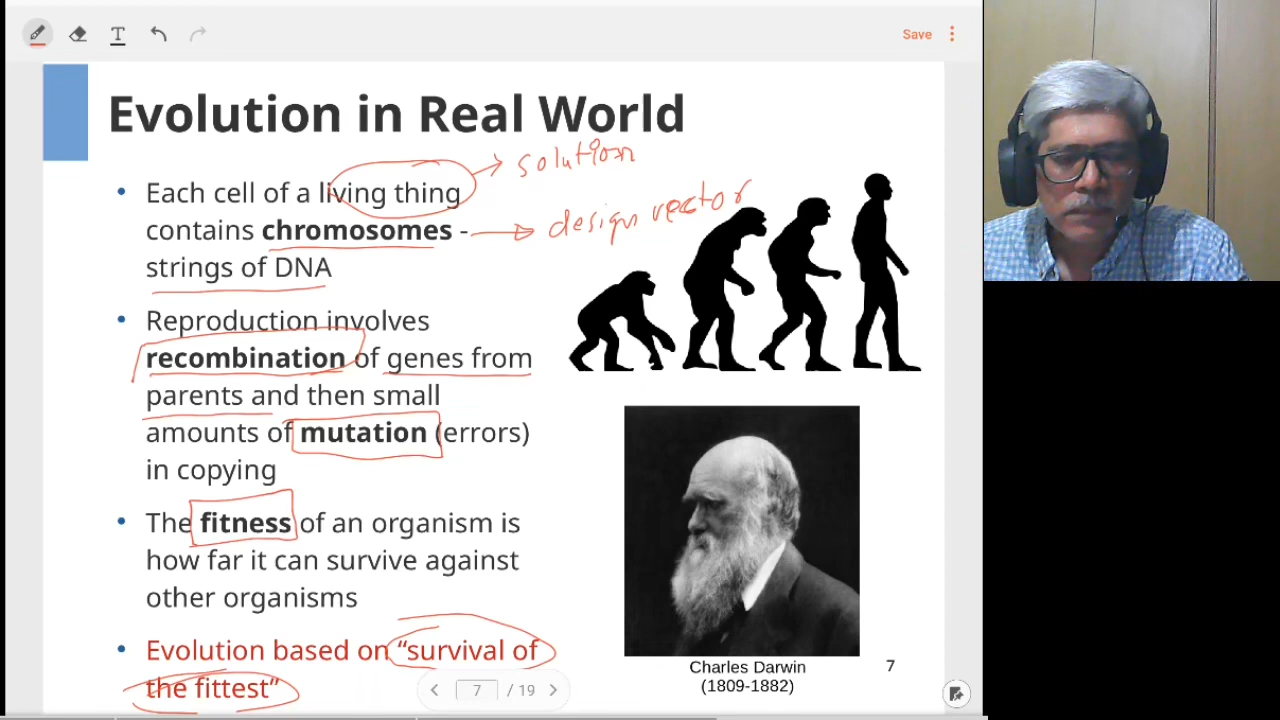 T
Save
Evolution in Real World
solution
Each cell of a living thing
contains chromosomes -
design vector
strings of DNA
Reproduction involves
recombination of genes from
parents and then small
amounts of mutation (errors)
in copying
The fitness of an organism is
how far it can survive against
other organisms
Evolution based on “survival of
the fittest”
Charles Darwin
(1809-1882)
7
7 / 19